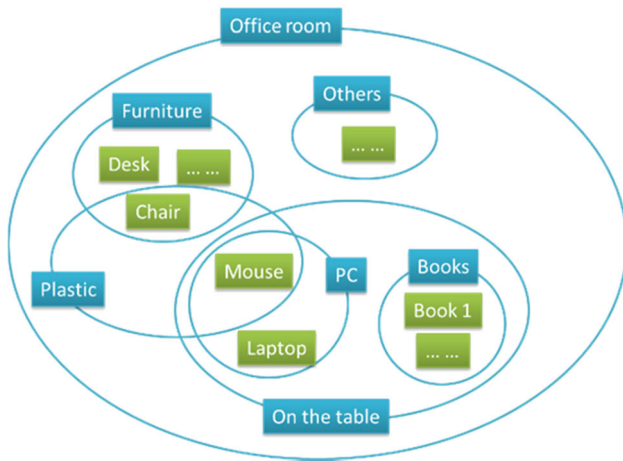 Office room
Others
Furniture
... ...
Desk
... ...
Chair
Mouse
PC
Books
Plastic
Book 1
Laptop
... ...
On the table